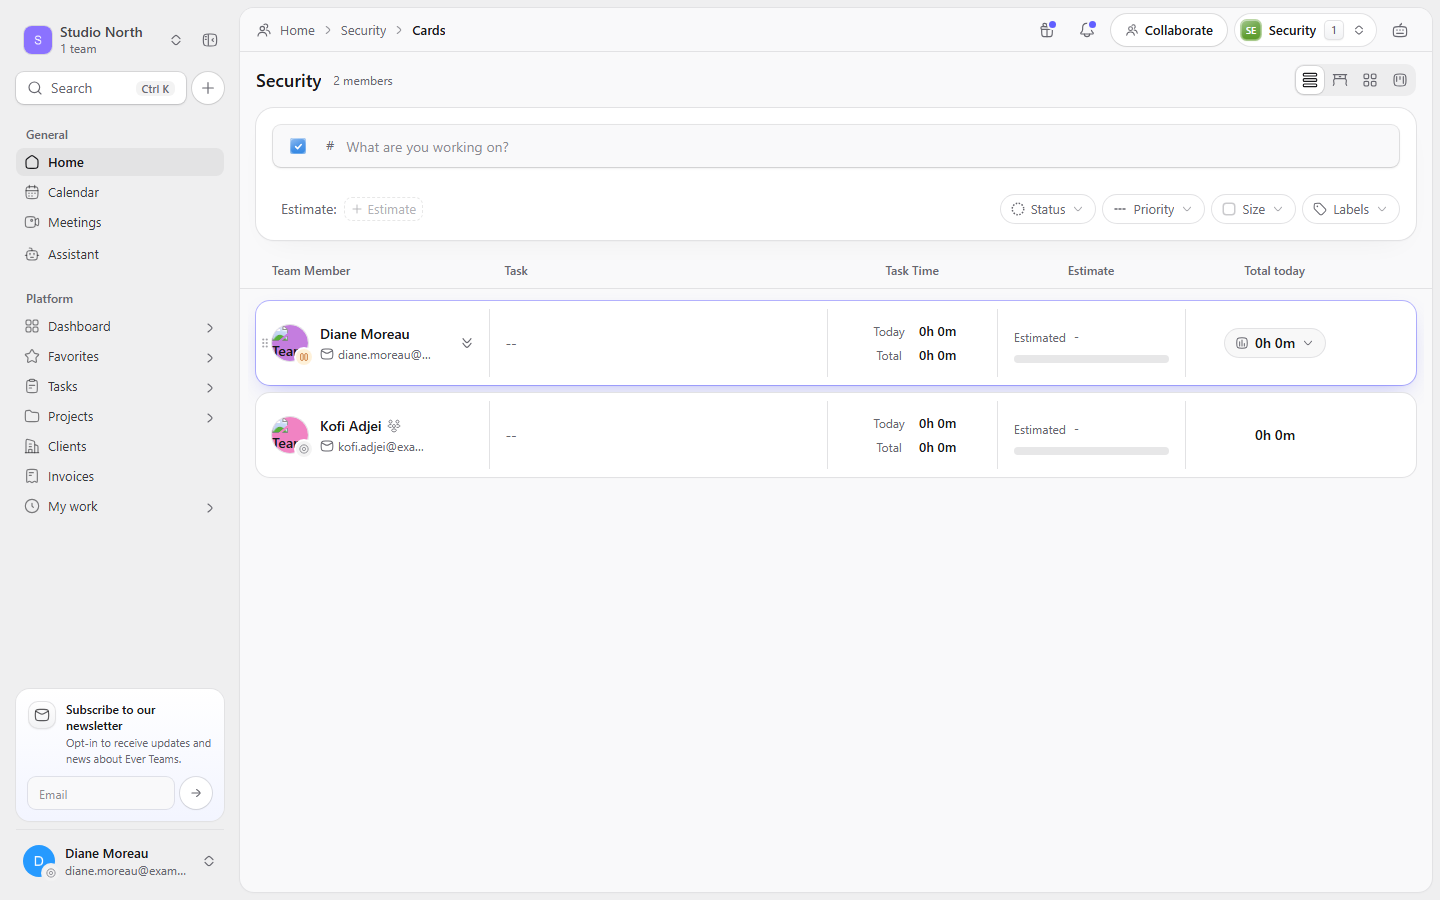 S
Studio North
1 team
Search
Ctrl K
General
Home
Calendar
Meetings
Assistant
Platform
Dashboard
Favorites
Tasks
Projects
Clients
Invoices
My work
Subscribe to our
newsletter
Opt-in to receive updates and
news about Ever Teams.
Email
D
Diane Moreau
diane.moreau@exam...
Home
Security
Cards
Collaborate
SE
Security
1
Security
2 members
# What are you working on?
Estimate:
+ Estimate
Status
Priority
Size
Labels
Team Member
Task
Task Time
Estimate
Total today
Diane Moreau
diane.moreau@...
--
Today 0h 0m
Total 0h 0m
Estimated -
0h 0m
Kofi Adjei
kofi.adjei@exa...
--
Today 0h 0m
Total 0h 0m
Estimated -
0h 0m